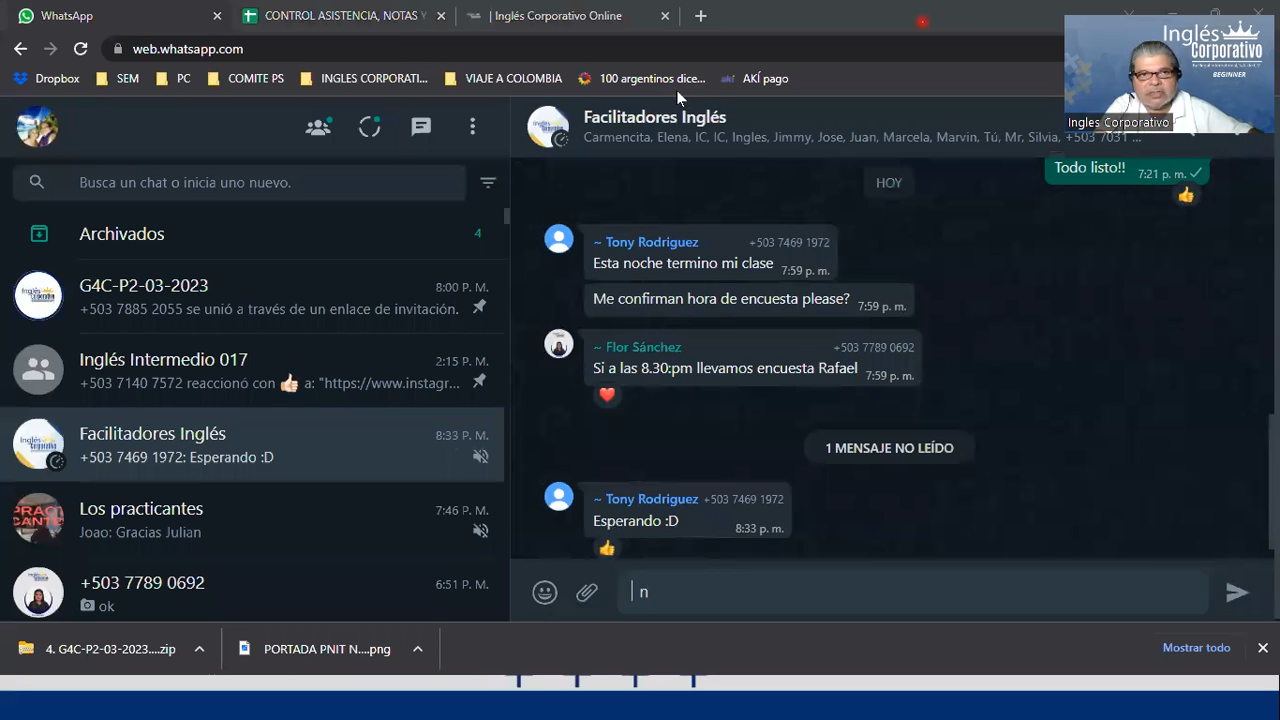 WhatsApp
CONTROL ASISTENCIA, NOTAS Y
| Inglés Corporativo Online
web.whatsapp.com
Dropbox
SEM
PC
COMITE PS
INGLES CORPORATI...
VIAJE A COLOMBIA
100 argentinos dice...
AKÍ pago
Inglés
Corporativo
BEGINNER
Ingles Corporativo
Facilitadores Inglés
Carmencita, Elena, IC, IC, Ingles, Jimmy, Jose, Juan, Marcela, Marvin, Tú, Mr, Silvia, +503 7031 ...
Busca un chat o inicia uno nuevo.
Archivados
4
G4C-P2-03-2023
8:00 P. M.
+503 7885 2055 se unió a través de un enlace de invitación.
Inglés Intermedio 017
2:15 P. M.
+503 7140 7572 reaccionó con 👍🏻 a: "https://www.instagr...
Facilitadores Inglés
8:33 P. M.
+503 7469 1972: Esperando :D
Los practicantes
7:46 P. M.
Joao: Gracias Julian
+503 7789 0692
6:51 P. M.
ok
Todo listo!!
7:21 p. m.
HOY
~ Tony Rodriguez
+503 7469 1972
Esta noche termino mi clase
7:59 p. m.
Me confirman hora de encuesta please?
7:59 p. m.
~ Flor Sánchez
+503 7789 0692
Si a las 8.30:pm llevamos encuesta Rafael
7:59 p. m.
1 MENSAJE NO LEÍDO
~ Tony Rodriguez
+503 7469 1972
Esperando :D
8:33 p. m.
n
4. G4C-P2-03-2023....zip
PORTADA PNIT N....png
Mostrar todo